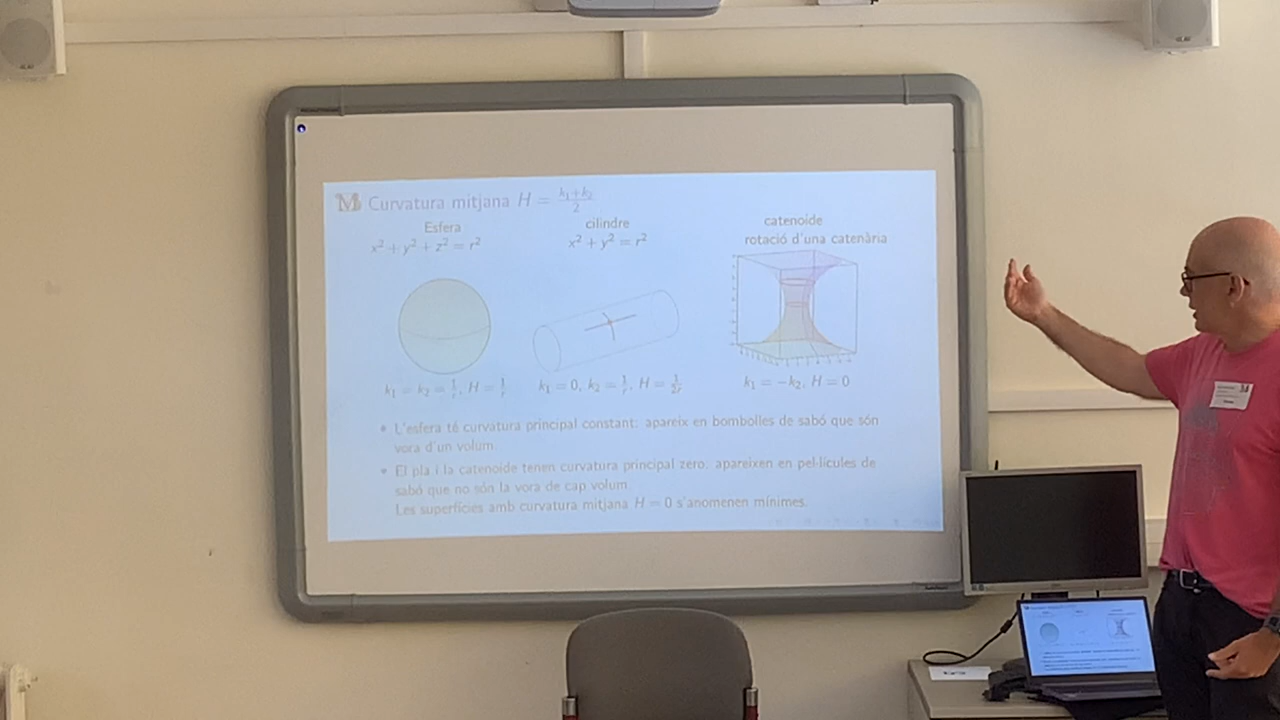 Curvatura mitjana H = k₁+k₂/2
Esfera
x² + y² + z² = r²
cilindre
x² + y² = r²
catenoide
rotació d'una catenària
k₁ = k₂ = 1/r, H = 1/r
k₁ = 0, k₂ = 1/r, H = 1/2r
k₁ = −k₂, H = 0
• L'esfera té curvatura principal constant: apareix en bombolles de sabó que són
vora d'un volum.
• El pla i la catenoide tenen curvatura principal zero: apareixen en pel·lícules de
sabó que no són la vora de cap volum.
Les superfícies amb curvatura mitjana H = 0 s'anomenen mínimes.